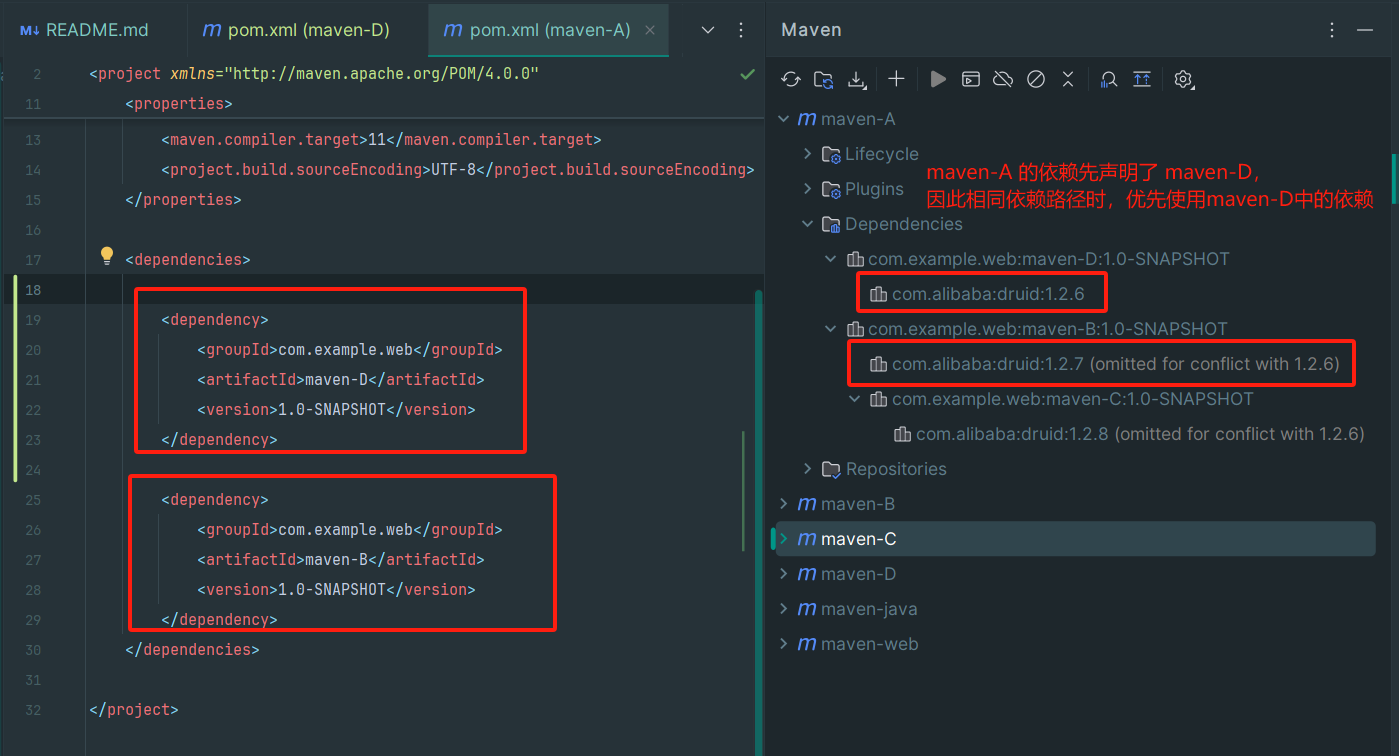 M↓ README.md
m pom.xml (maven-D)
m pom.xml (maven-A)
2 <project xmlns="http://maven.apache.org/POM/4.0.0"
11 <properties>
13 <maven.compiler.target>11</maven.compiler.target>
14 <project.build.sourceEncoding>UTF-8</project.build.sourceEncoding>
15 </properties>
16
17 <dependencies>
18
19 <dependency>
20 <groupId>com.example.web</groupId>
21 <artifactId>maven-D</artifactId>
22 <version>1.0-SNAPSHOT</version>
23 </dependency>
24
25 <dependency>
26 <groupId>com.example.web</groupId>
27 <artifactId>maven-B</artifactId>
28 <version>1.0-SNAPSHOT</version>
29 </dependency>
30 </dependencies>
31
32 </project>
Maven
m maven-A
Lifecycle
Plugins
maven-A 的依赖先声明了 maven-D，
因此相同依赖路径时，优先使用maven-D中的依赖
Dependencies
com.example.web:maven-D:1.0-SNAPSHOT
com.alibaba:druid:1.2.6
com.example.web:maven-B:1.0-SNAPSHOT
com.alibaba:druid:1.2.7 (omitted for conflict with 1.2.6)
com.example.web:maven-C:1.0-SNAPSHOT
com.alibaba:druid:1.2.8 (omitted for conflict with 1.2.6)
Repositories
m maven-B
m maven-C
m maven-D
m maven-java
m maven-web